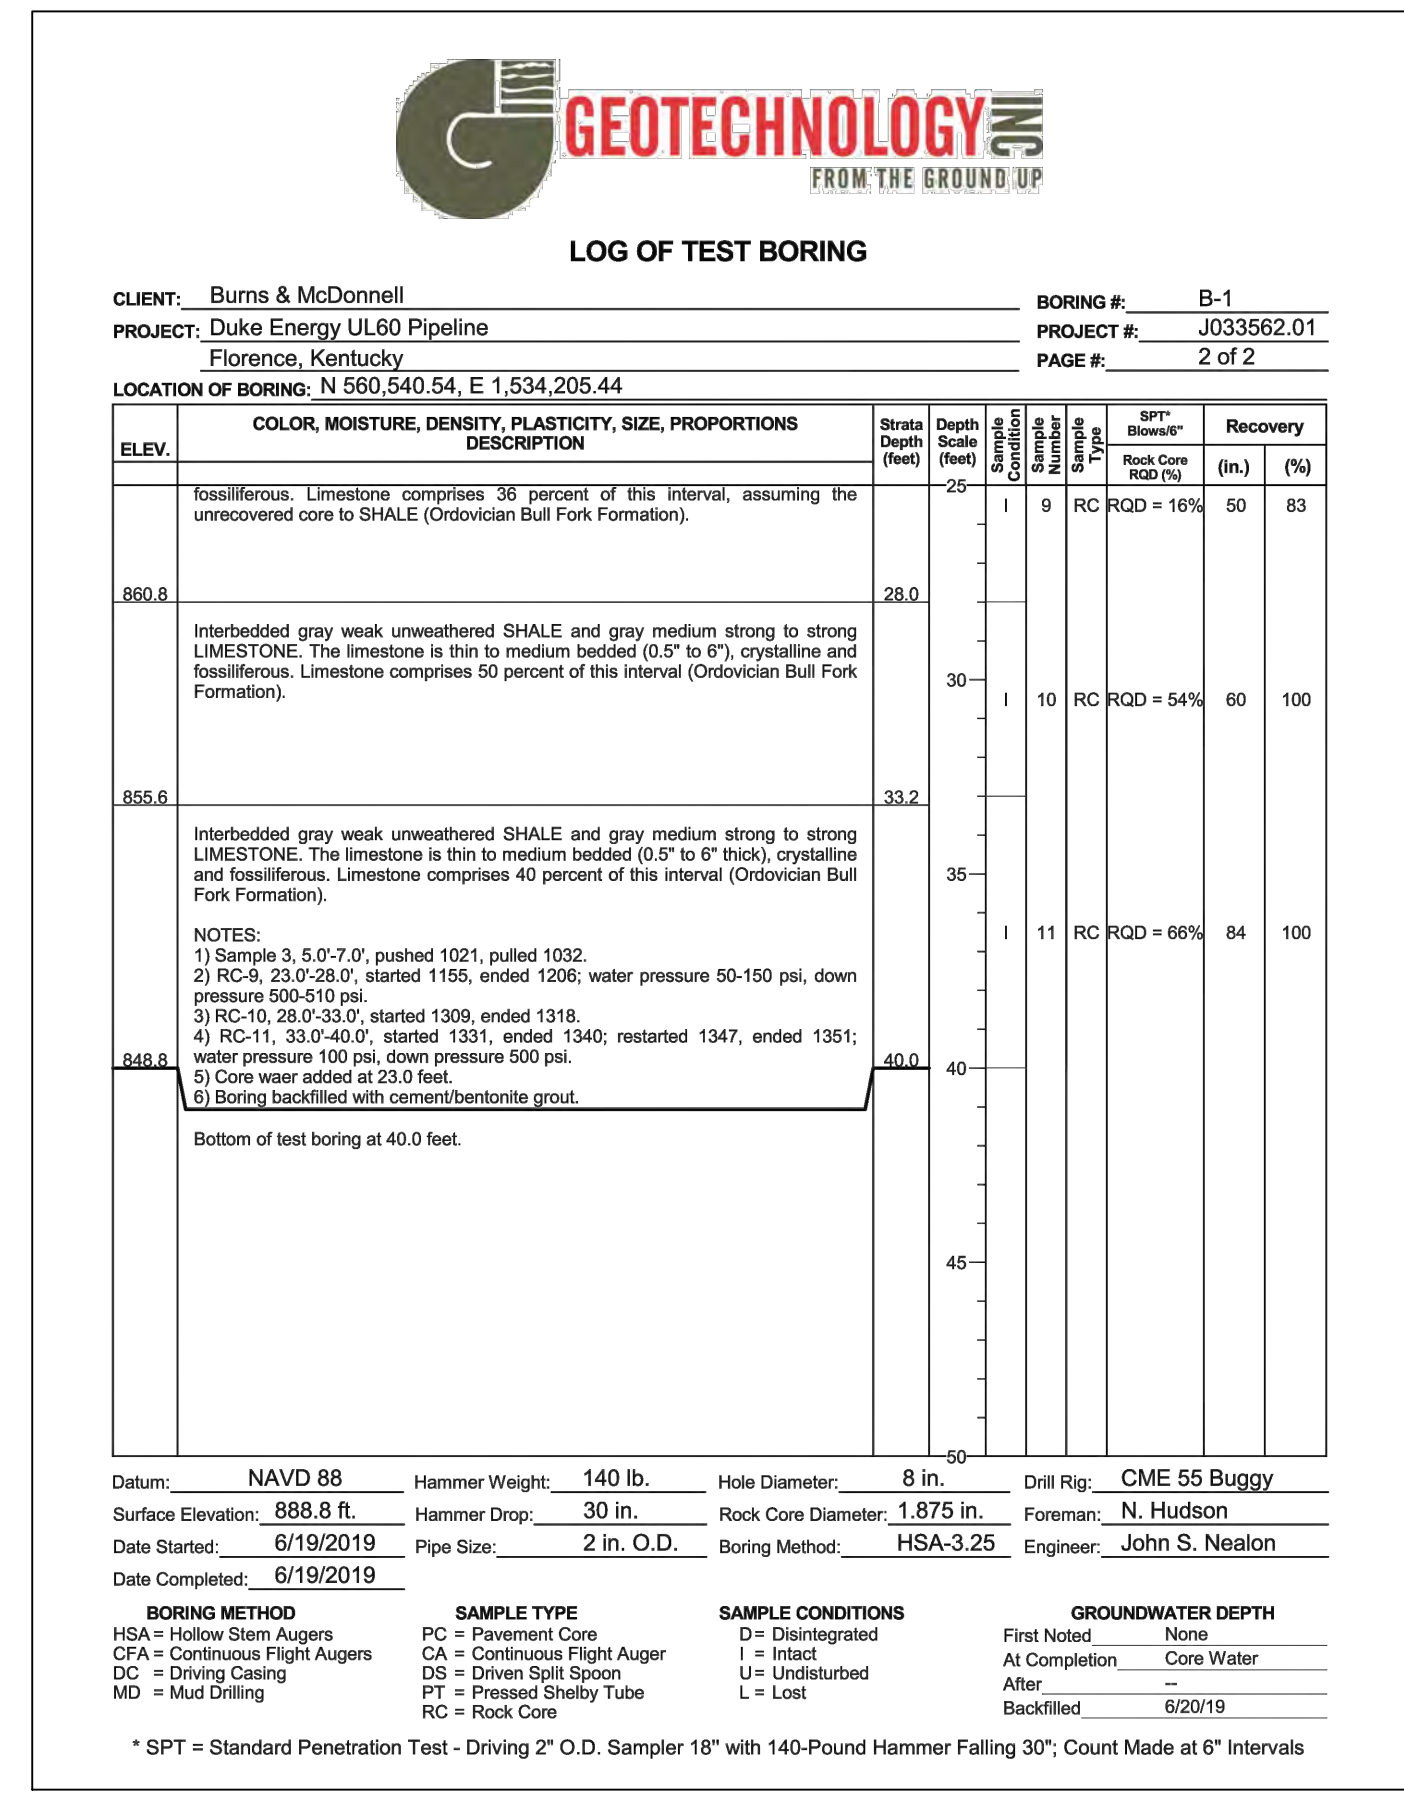 GEOTECHNOLOGY INC
FROM THE GROUND UP
LOG OF TEST BORING
CLIENT: Burns & McDonnell
BORING #: B-1
PROJECT: Duke Energy UL60 Pipeline
PROJECT #: J033562.01
Florence, Kentucky
PAGE #: 2 of 2
LOCATION OF BORING: N 560,540.54, E 1,534,205.44
ELEV.
COLOR, MOISTURE, DENSITY, PLASTICITY, SIZE, PROPORTIONS
DESCRIPTION
Strata
Depth
(feet)
Depth
Scale
(feet)
Sample
Condition
Sample
Number
Sample
Type
SPT*
Blows/6"
Rock Core
RQD (%)
Recovery
(in.) (%)
25
fossiliferous. Limestone comprises 36 percent of this interval, assuming the
unrecovered core to SHALE (Ordovician Bull Fork Formation).
I 9 RC RQD = 16% 50 83
860.8 28.0
Interbedded gray weak unweathered SHALE and gray medium strong to strong
LIMESTONE. The limestone is thin to medium bedded (0.5" to 6"), crystalline and
fossiliferous. Limestone comprises 50 percent of this interval (Ordovician Bull Fork
Formation).
30
I 10 RC RQD = 54% 60 100
855.6 33.2
Interbedded gray weak unweathered SHALE and gray medium strong to strong
LIMESTONE. The limestone is thin to medium bedded (0.5" to 6" thick), crystalline
and fossiliferous. Limestone comprises 40 percent of this interval (Ordovician Bull
Fork Formation).
35
I 11 RC RQD = 66% 84 100
NOTES:
1) Sample 3, 5.0'-7.0', pushed 1021, pulled 1032.
2) RC-9, 23.0'-28.0', started 1155, ended 1206; water pressure 50-150 psi, down
pressure 500-510 psi.
3) RC-10, 28.0'-33.0', started 1309, ended 1318.
4) RC-11, 33.0'-40.0', started 1331, ended 1340; restarted 1347, ended 1351;
water pressure 100 psi, down pressure 500 psi.
848.8 40.0
40
5) Core waer added at 23.0 feet.
6) Boring backfilled with cement/bentonite grout.
Bottom of test boring at 40.0 feet.
45
50
Datum: NAVD 88 Hammer Weight: 140 lb. Hole Diameter: 8 in. Drill Rig: CME 55 Buggy
Surface Elevation: 888.8 ft. Hammer Drop: 30 in. Rock Core Diameter: 1.875 in. Foreman: N. Hudson
Date Started: 6/19/2019 Pipe Size: 2 in. O.D. Boring Method: HSA-3.25 Engineer: John S. Nealon
Date Completed: 6/19/2019
BORING METHOD
HSA = Hollow Stem Augers
CFA = Continuous Flight Augers
DC = Driving Casing
MD = Mud Drilling
SAMPLE TYPE
PC = Pavement Core
CA = Continuous Flight Auger
DS = Driven Split Spoon
PT = Pressed Shelby Tube
RC = Rock Core
SAMPLE CONDITIONS
D = Disintegrated
I = Intact
U = Undisturbed
L = Lost
GROUNDWATER DEPTH
First Noted None
At Completion Core Water
After --
Backfilled 6/20/19
* SPT = Standard Penetration Test - Driving 2" O.D. Sampler 18" with 140-Pound Hammer Falling 30"; Count Made at 6" Intervals